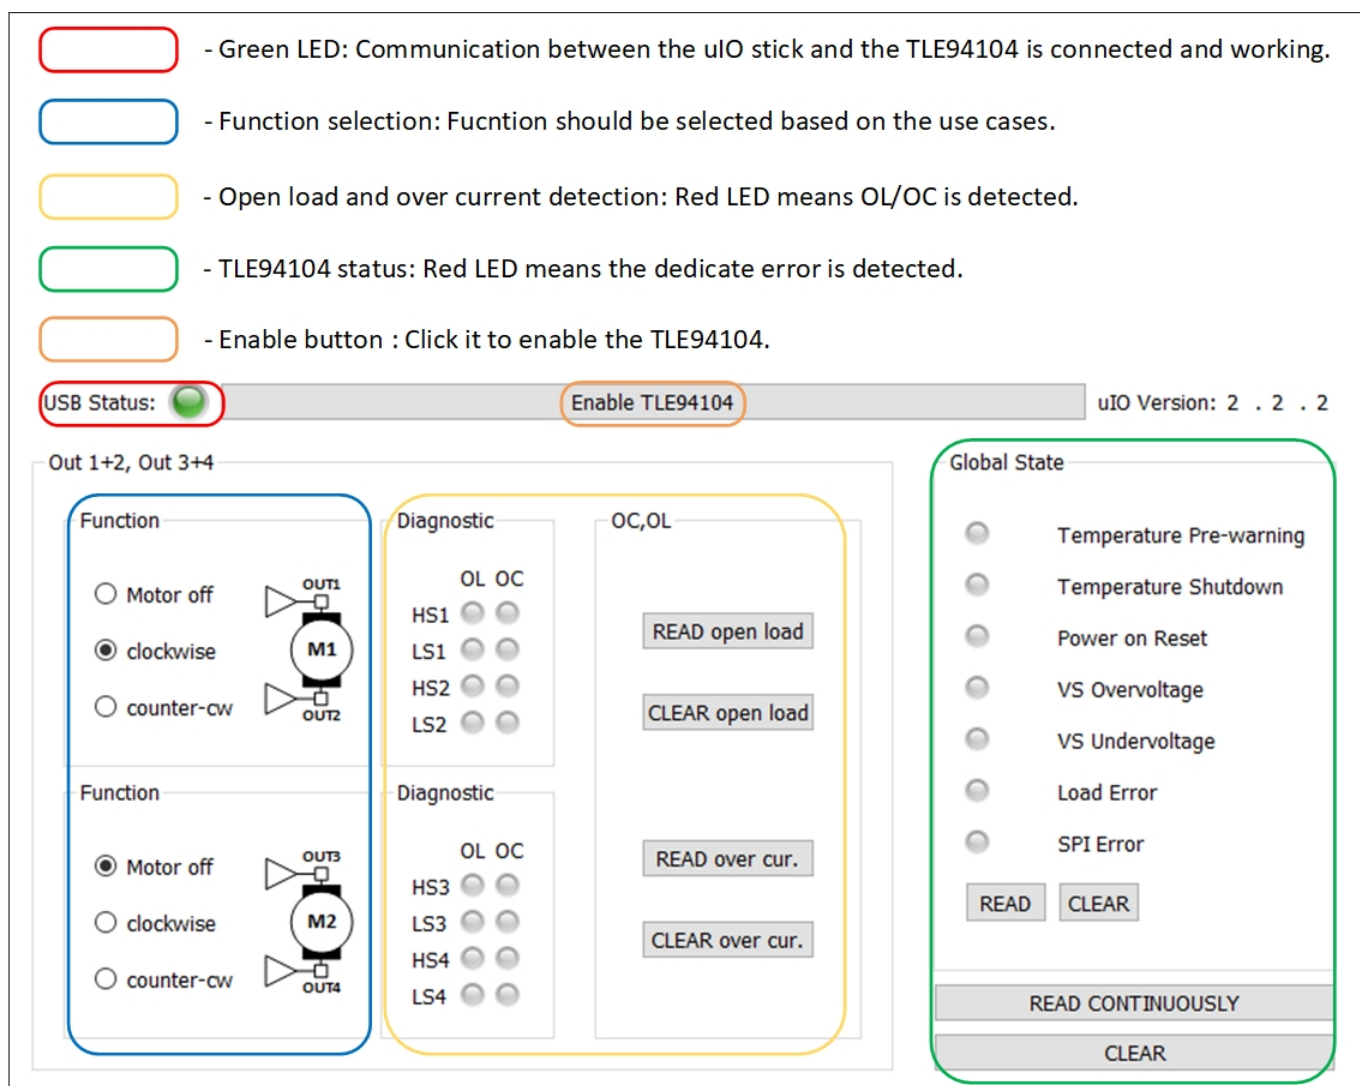 - Green LED: Communication between the uIO stick and the TLE94104 is connected and working.
- Function selection: Fucntion should be selected based on the use cases.
- Open load and over current detection: Red LED means OL/OC is detected.
- TLE94104 status: Red LED means the dedicate error is detected.
- Enable button : Click it to enable the TLE94104.
USB Status:
Enable TLE94104
uIO Version: 2 . 2 . 2
Out 1+2, Out 3+4
Function
Motor off
clockwise
counter-cw
OUT1
M1
OUT2
Diagnostic
OL OC
HS1
LS1
HS2
LS2
Function
Motor off
clockwise
counter-cw
OUT3
M2
OUT4
Diagnostic
OL OC
HS3
LS3
HS4
LS4
OC,OL
READ open load
CLEAR open load
READ over cur.
CLEAR over cur.
Global State
Temperature Pre-warning
Temperature Shutdown
Power on Reset
VS Overvoltage
VS Undervoltage
Load Error
SPI Error
READ CLEAR
READ CONTINUOUSLY
CLEAR